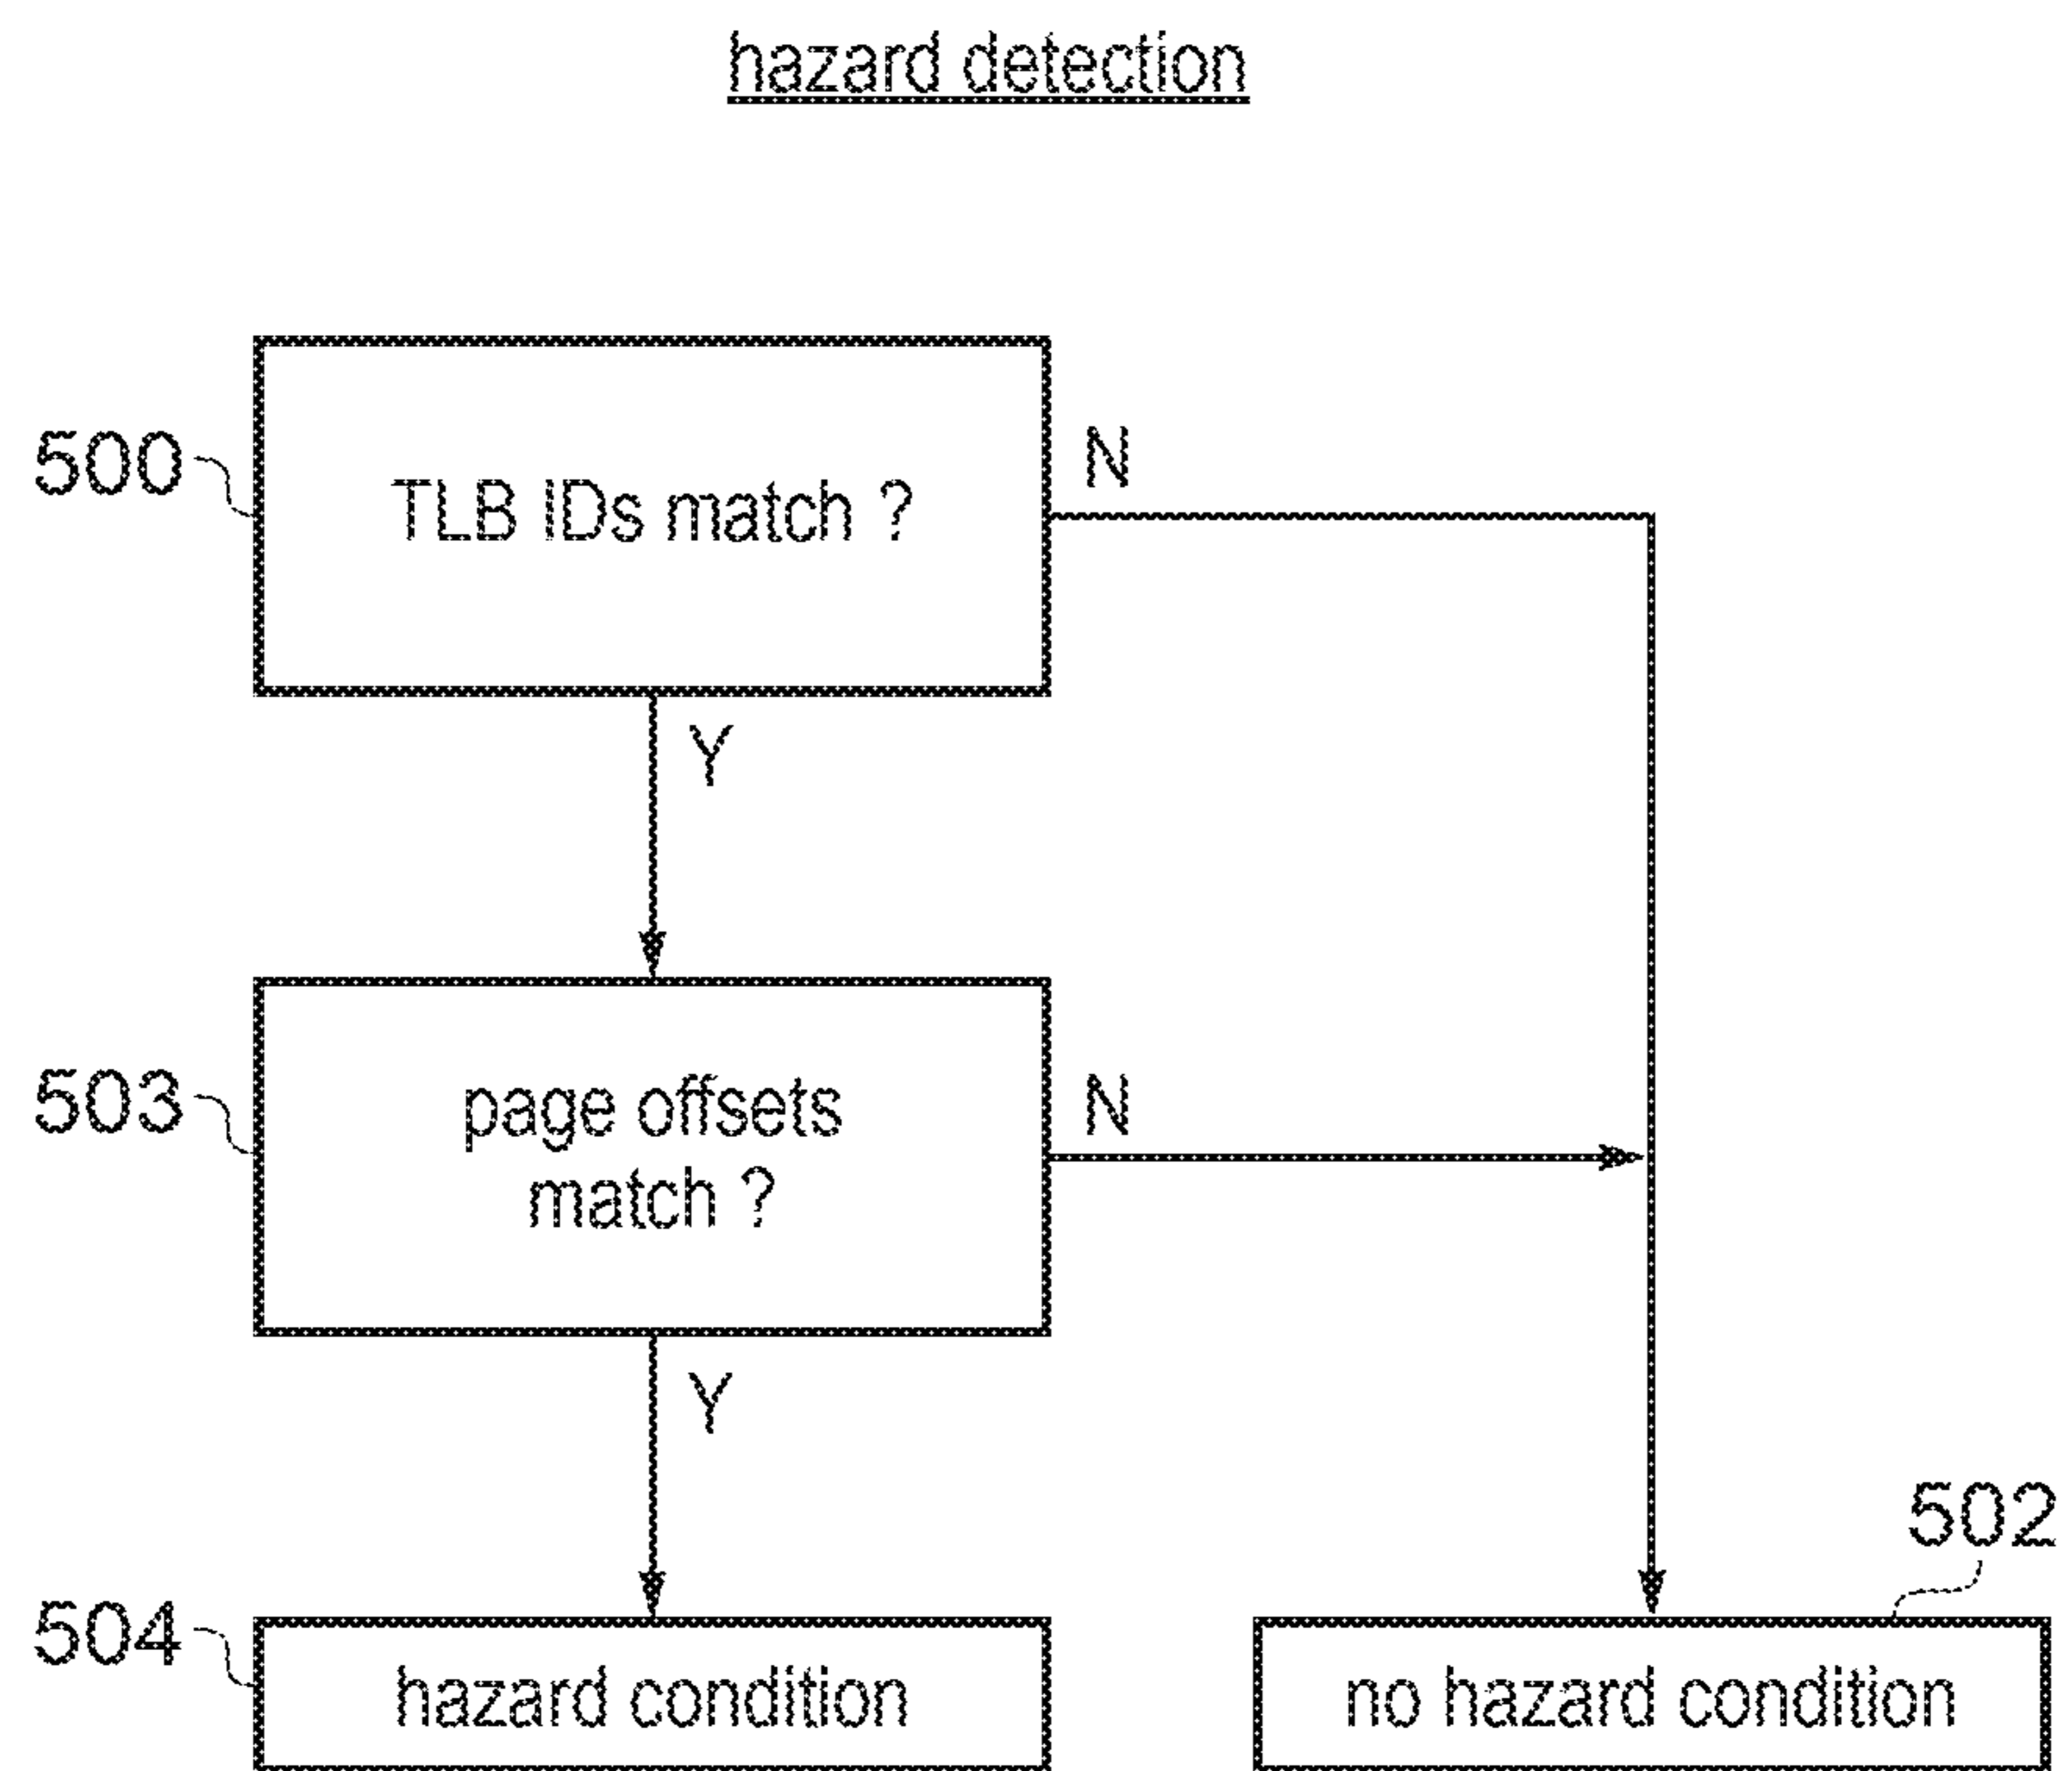 hazard detection
500
TLB IDs match ?
N
Y
503
page offsets
match ?
N
Y
502
504
hazard condition
no hazard condition